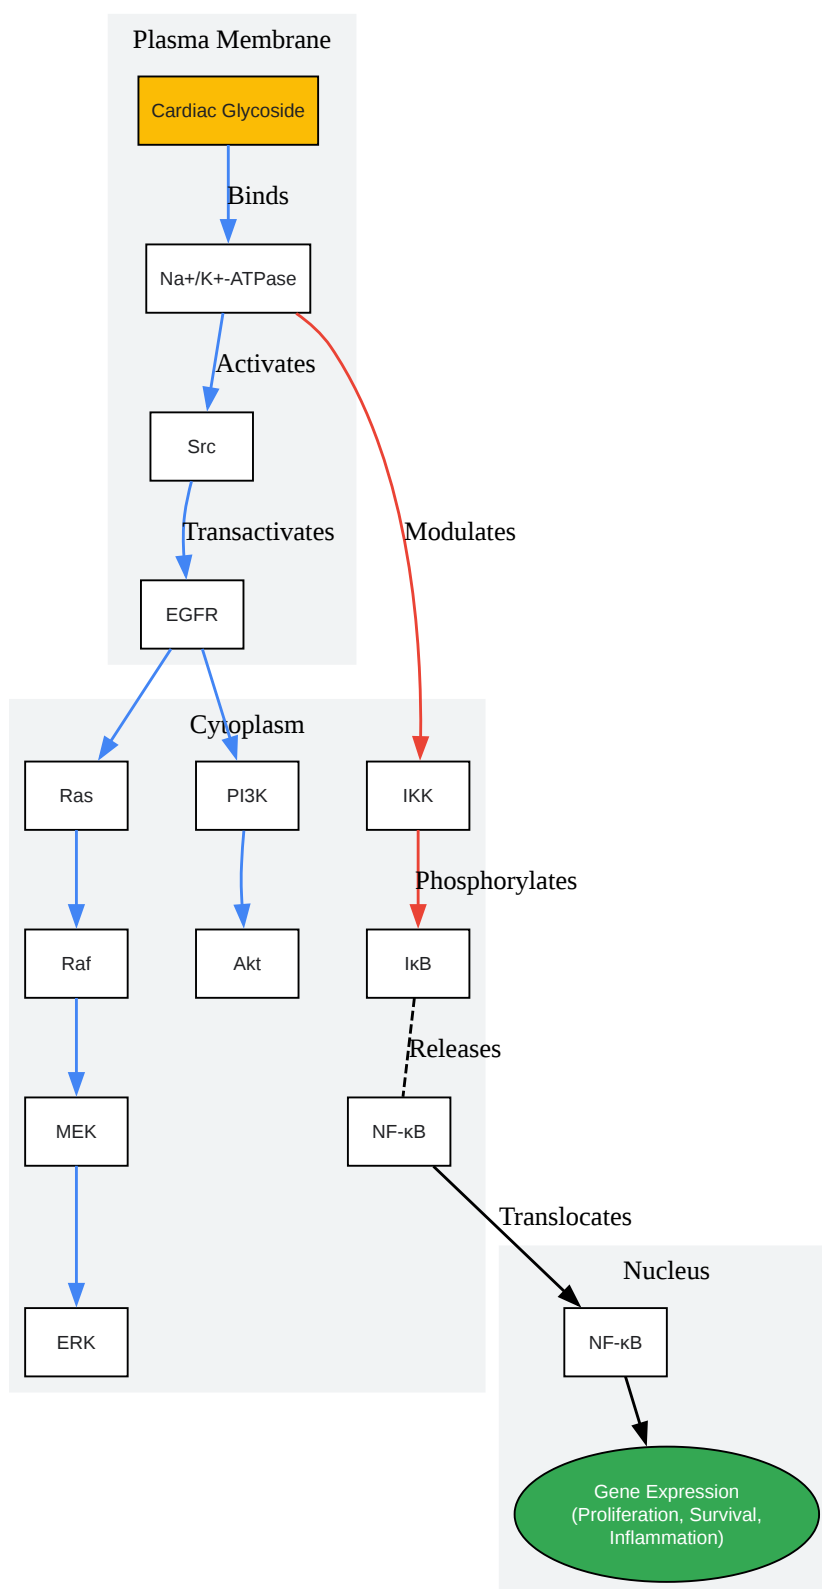 Plasma Membrane
Cardiac Glycoside
Binds
Na+/K+-ATPase
Activates
Src
Transactivates
Modulates
EGFR
Cytoplasm
Ras
PI3K
IKK
Phosphorylates
Raf
Akt
IκB
Releases
MEK
NF-κB
Translocates
Nucleus
ERK
NF-κB
Gene Expression
(Proliferation, Survival,
Inflammation)